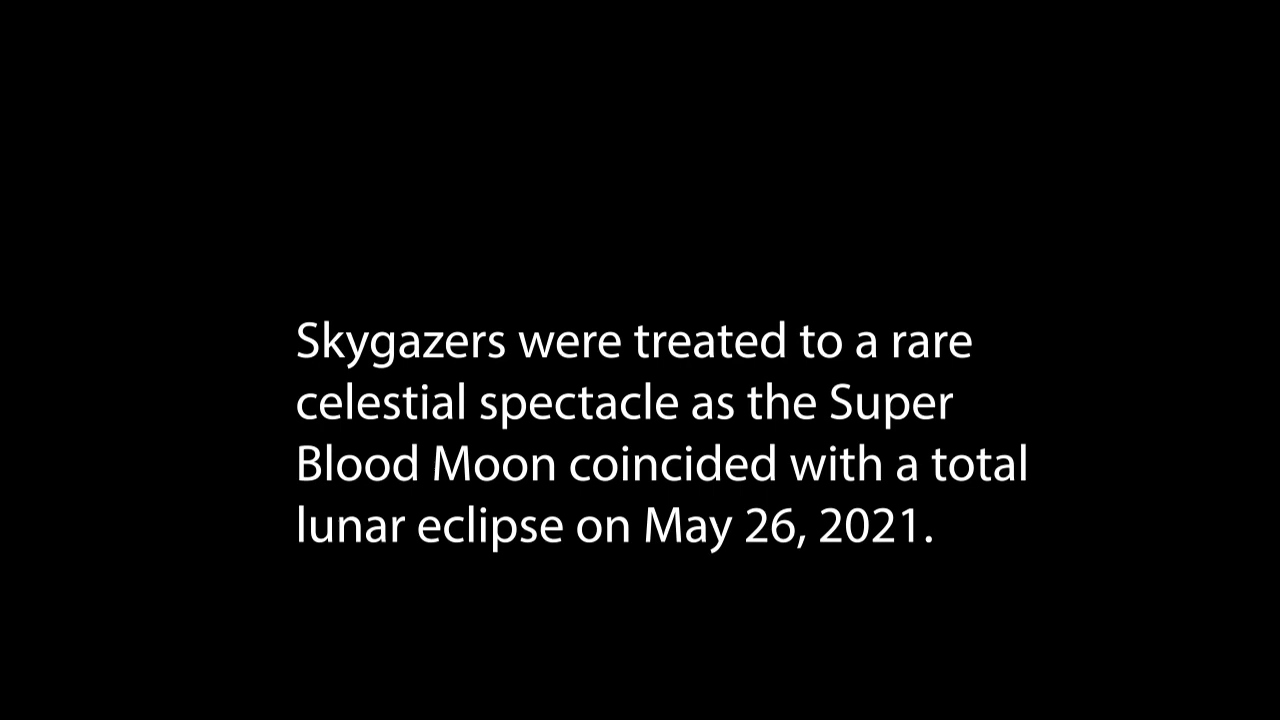 Skygazers were treated to a rare
celestial spectacle as the Super
Blood Moon coincided with a total
lunar eclipse on May 26, 2021.